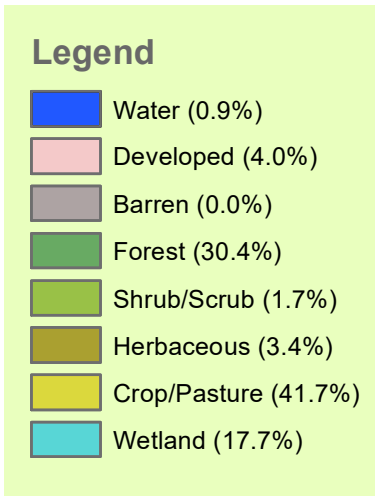 Legend
Water (0.9%)
Developed (4.0%)
Barren (0.0%)
Forest (30.4%)
Shrub/Scrub (1.7%)
Herbaceous (3.4%)
Crop/Pasture (41.7%)
Wetland (17.7%)